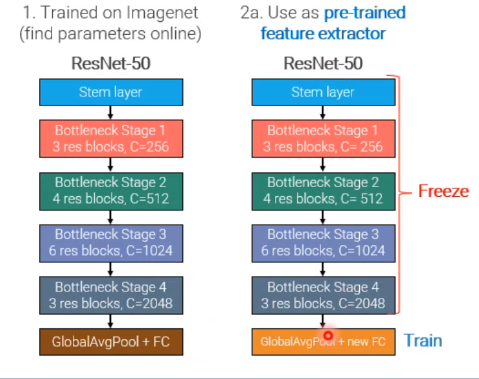 1. Trained on Imagenet
(find parameters online)
ResNet-50
Stem layer
Bottleneck Stage 1
3 res blocks, C=256
Bottleneck Stage 2
4 res blocks, C=512
Bottleneck Stage 3
6 res blocks, C=1024
Bottleneck Stage 4
3 res blocks, C=2048
GlobalAvgPool + FC
2a. Use as pre-trained
feature extractor
ResNet-50
Stem layer
Bottleneck Stage 1
3 res blocks, C= 256
Bottleneck Stage 2
4 res blocks, C= 512
Bottleneck Stage 3
6 res blocks, C=1024
Bottleneck Stage 4
3 res blocks, C=2048
GlobalAvgPool + new FC
Freeze
Train